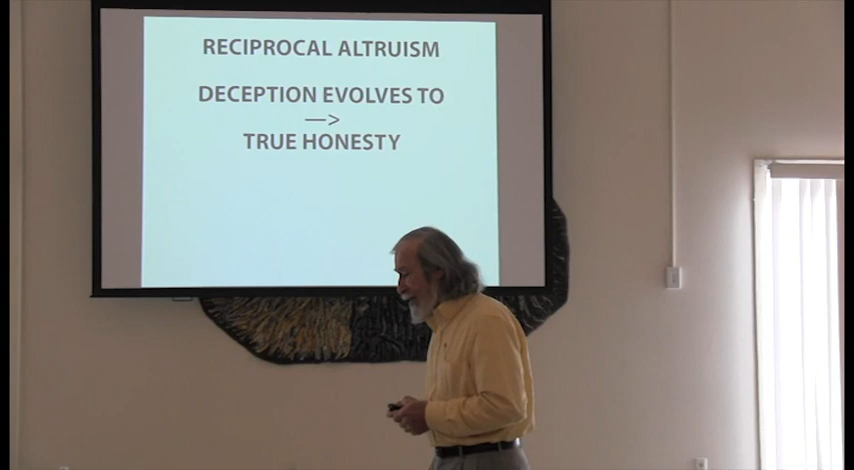 RECIPROCAL ALTRUISM
DECEPTION EVOLVES TO
—>
TRUE HONESTY